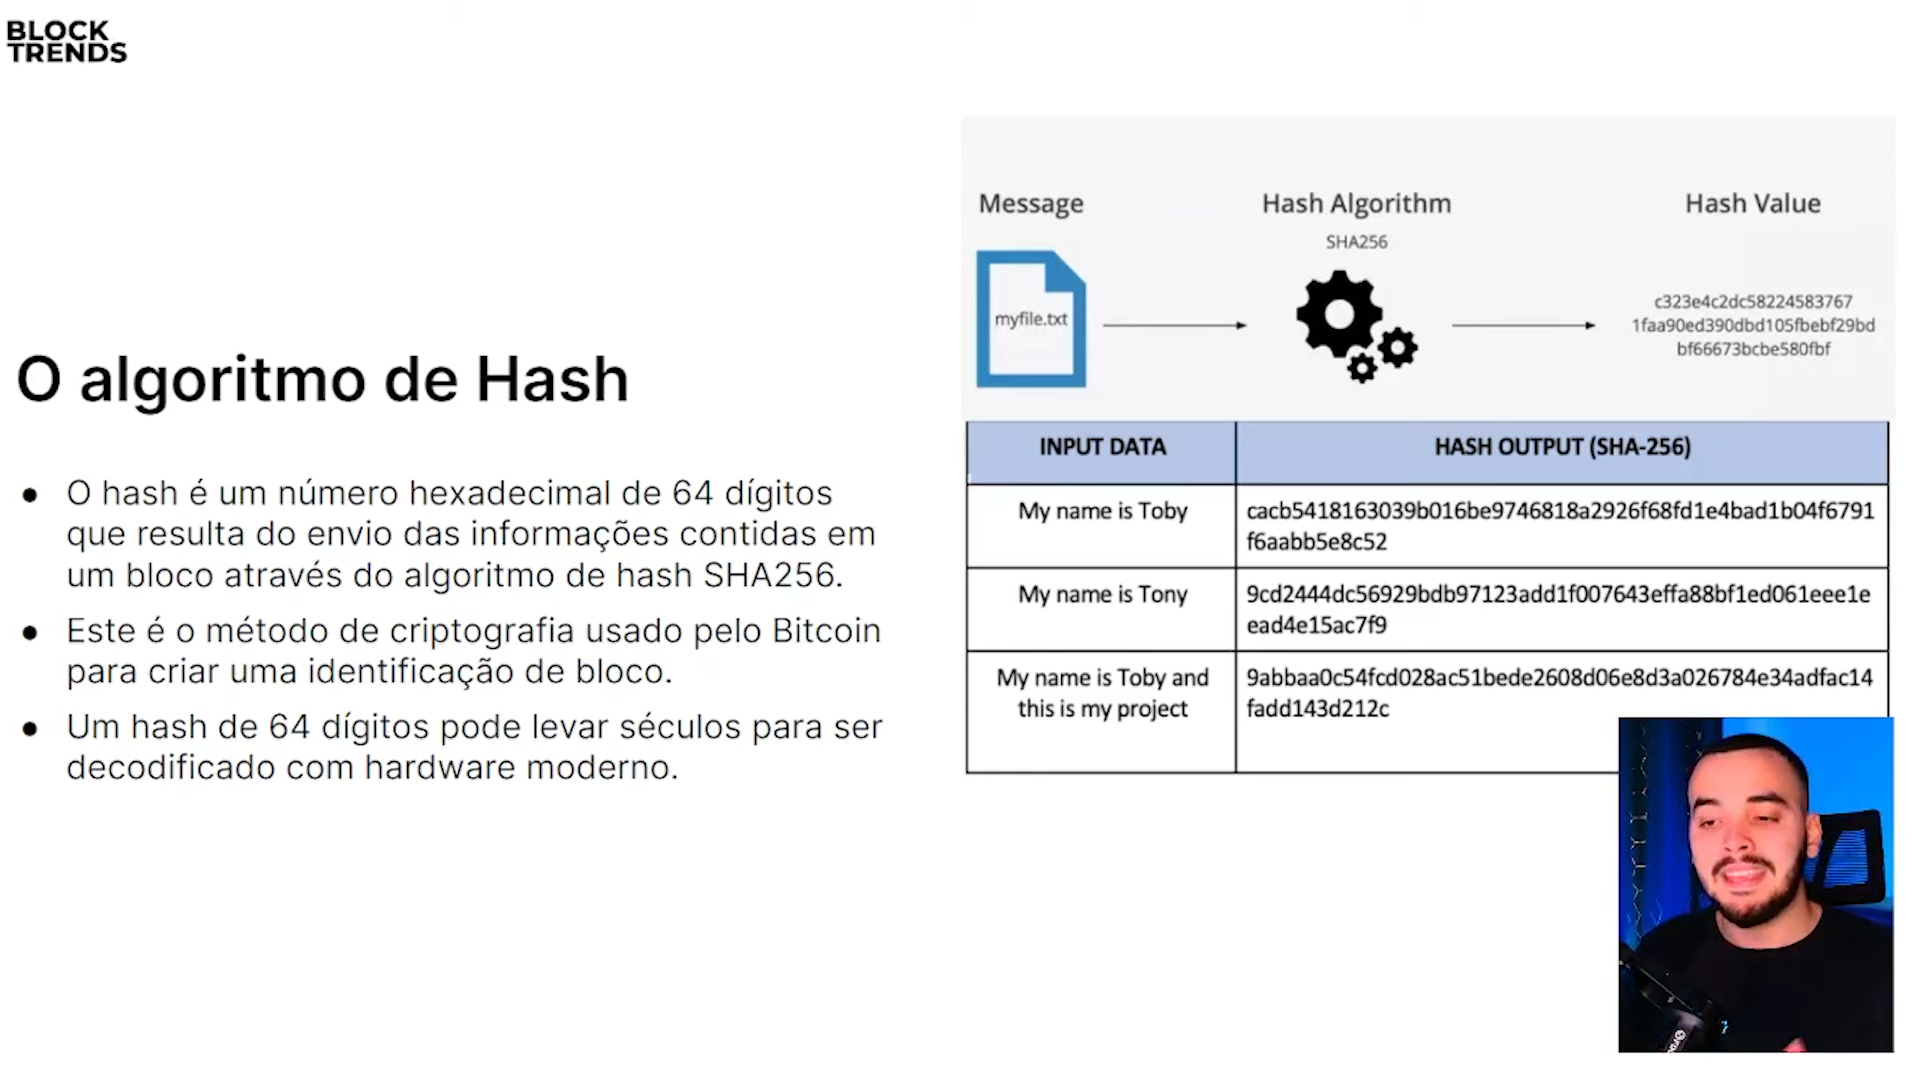 BLOCK
TRENDS
O algoritmo de Hash
● O hash é um número hexadecimal de 64 dígitos
que resulta do envio das informações contidas em
um bloco através do algoritmo de hash SHA256.
● Este é o método de criptografia usado pelo Bitcoin
para criar uma identificação de bloco.
● Um hash de 64 dígitos pode levar séculos para ser
decodificado com hardware moderno.
Message
Hash Algorithm
Hash Value
SHA256
myfile.txt
c323e4c2dc58224583767
1faa90ed390dbd105fbebf29bd
bf66673bcbe580fbf
INPUT DATA
HASH OUTPUT (SHA-256)
My name is Toby
cacb5418163039b016be9746818a2926f68fd1e4bad1b04f6791
f6aabb5e8c52
My name is Tony
9cd2444dc56929bdb97123add1f007643effa88bf1ed061eee1e
ead4e15ac7f9
My name is Toby and
this is my project
9abbaa0c54fcd028ac51bede2608d06e8d3a026784e34adfac14
fadd143d212c